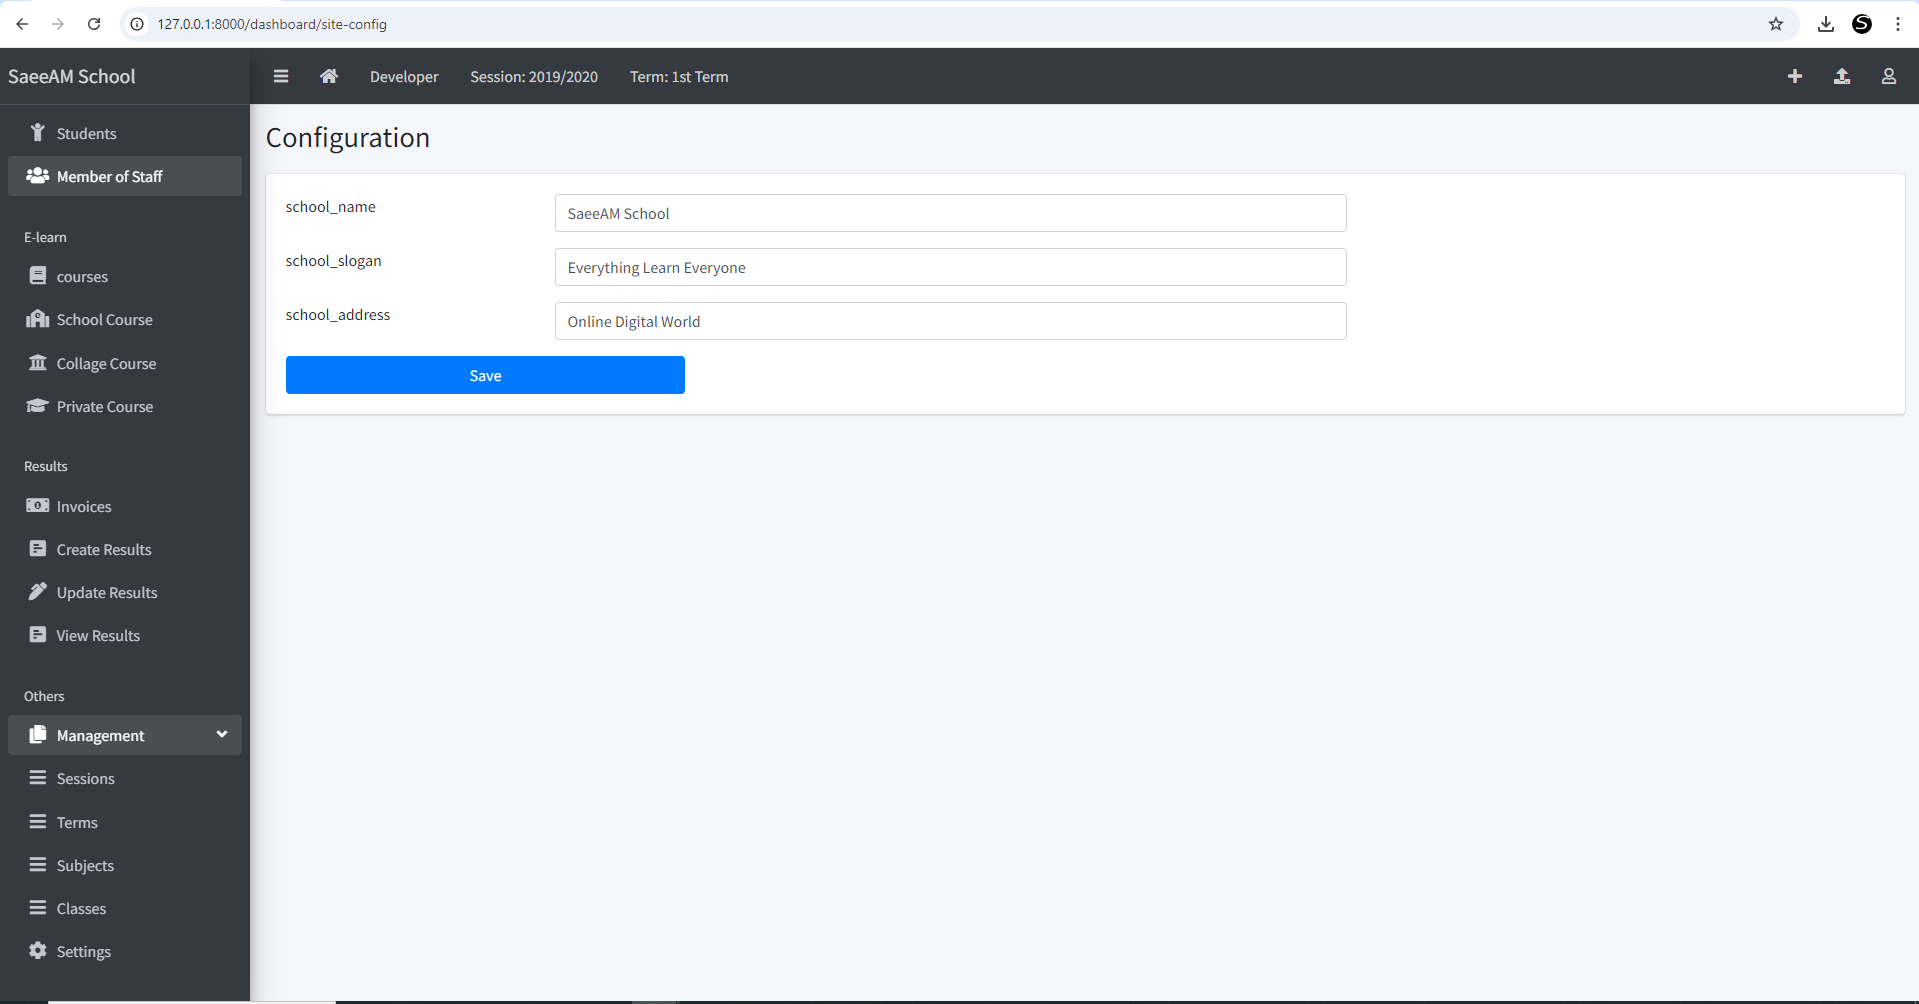 127.0.0.1:8000/dashboard/site-config
S
SaeeAM School
Developer
Session: 2019/2020
Term: 1st Term
Students
Member of Staff
E-learn
courses
School Course
Collage Course
Private Course
Results
Invoices
Create Results
Update Results
View Results
Others
Management
Sessions
Terms
Subjects
Classes
Settings
Configuration
school_name
SaeeAM School
school_slogan
Everything Learn Everyone
school_address
Online Digital World
Save